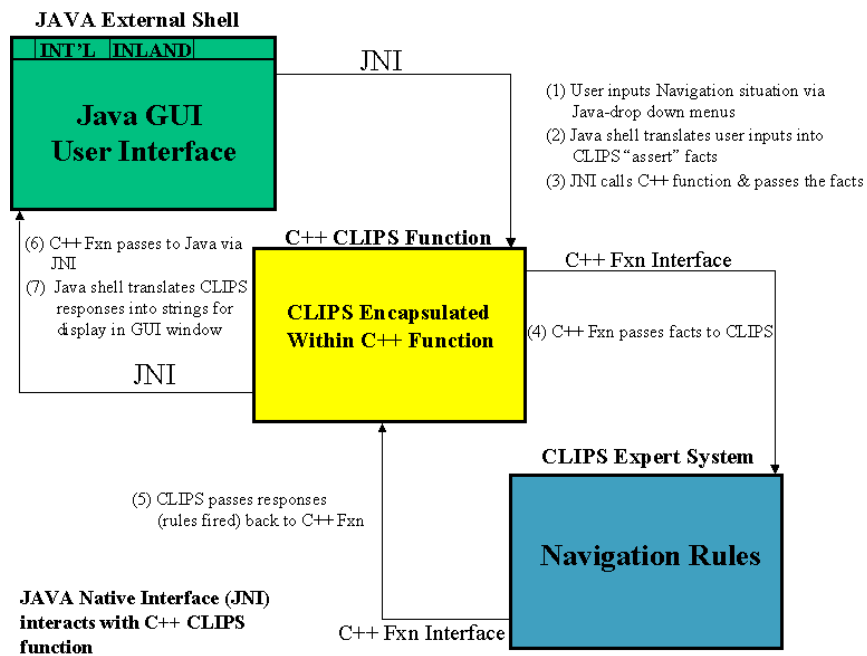 JAVA External Shell
INT'L INLAND
Java GUI
User Interface
JNI
(1) User inputs Navigation situation via
Java-drop down menus
(2) Java shell translates user inputs into
CLIPS "assert" facts
(3) JNI calls C++ function & passes the facts
(6) C++ Fxn passes to Java via
JNI
(7) Java shell translates CLIPS
responses into strings for
display in GUI window
JNI
C++ CLIPS Function
CLIPS Encapsulated
Within C++ Function
C++ Fxn Interface
(4) C++ Fxn passes facts to CLIPS
CLIPS Expert System
Navigation Rules
(5) CLIPS passes responses
(rules fired) back to C++ Fxn
C++ Fxn Interface
JAVA Native Interface (JNI)
interacts with C++ CLIPS
function